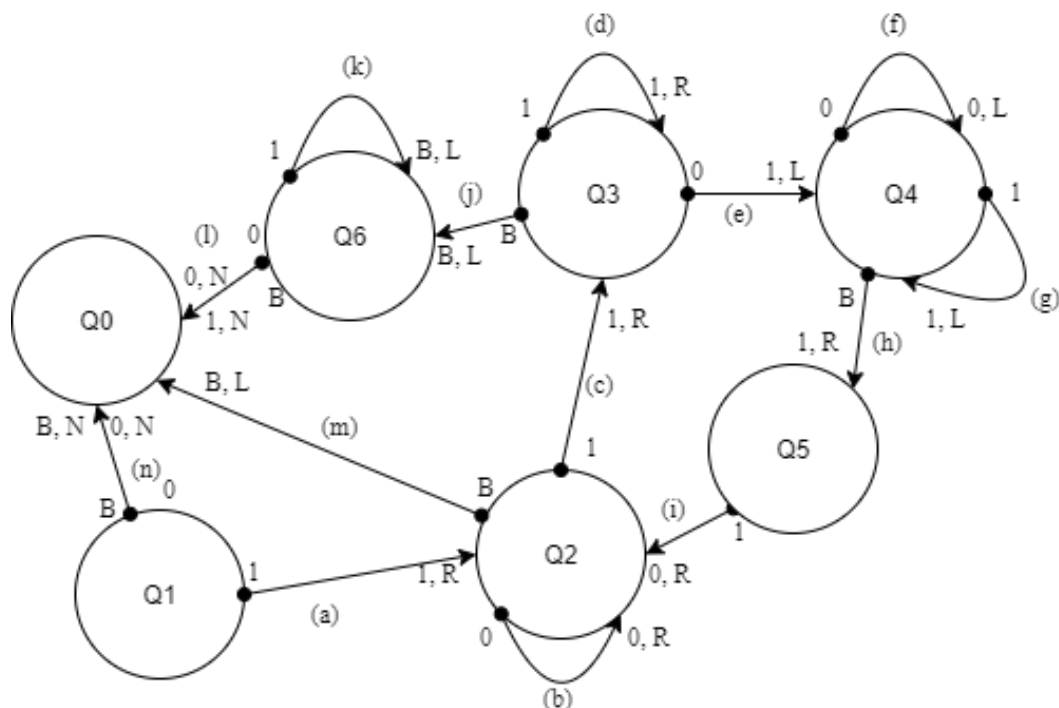 (d)
(f)
(k)
1, R
1
0
0, L
1
B, L
0
1, L
1
(j)
Q3
Q4
(l)
0
Q6
B
(e)
0, N
B, L
B
B
(g)
Q0
1, N
1, R
1, L
1, R
(h)
B, L
(c)
B, N
0, N
(m)
1
Q5
(n)
0
B
B
(i)
1
Q2
1
1, R
0, R
Q1
(a)
0
0, R
(b)